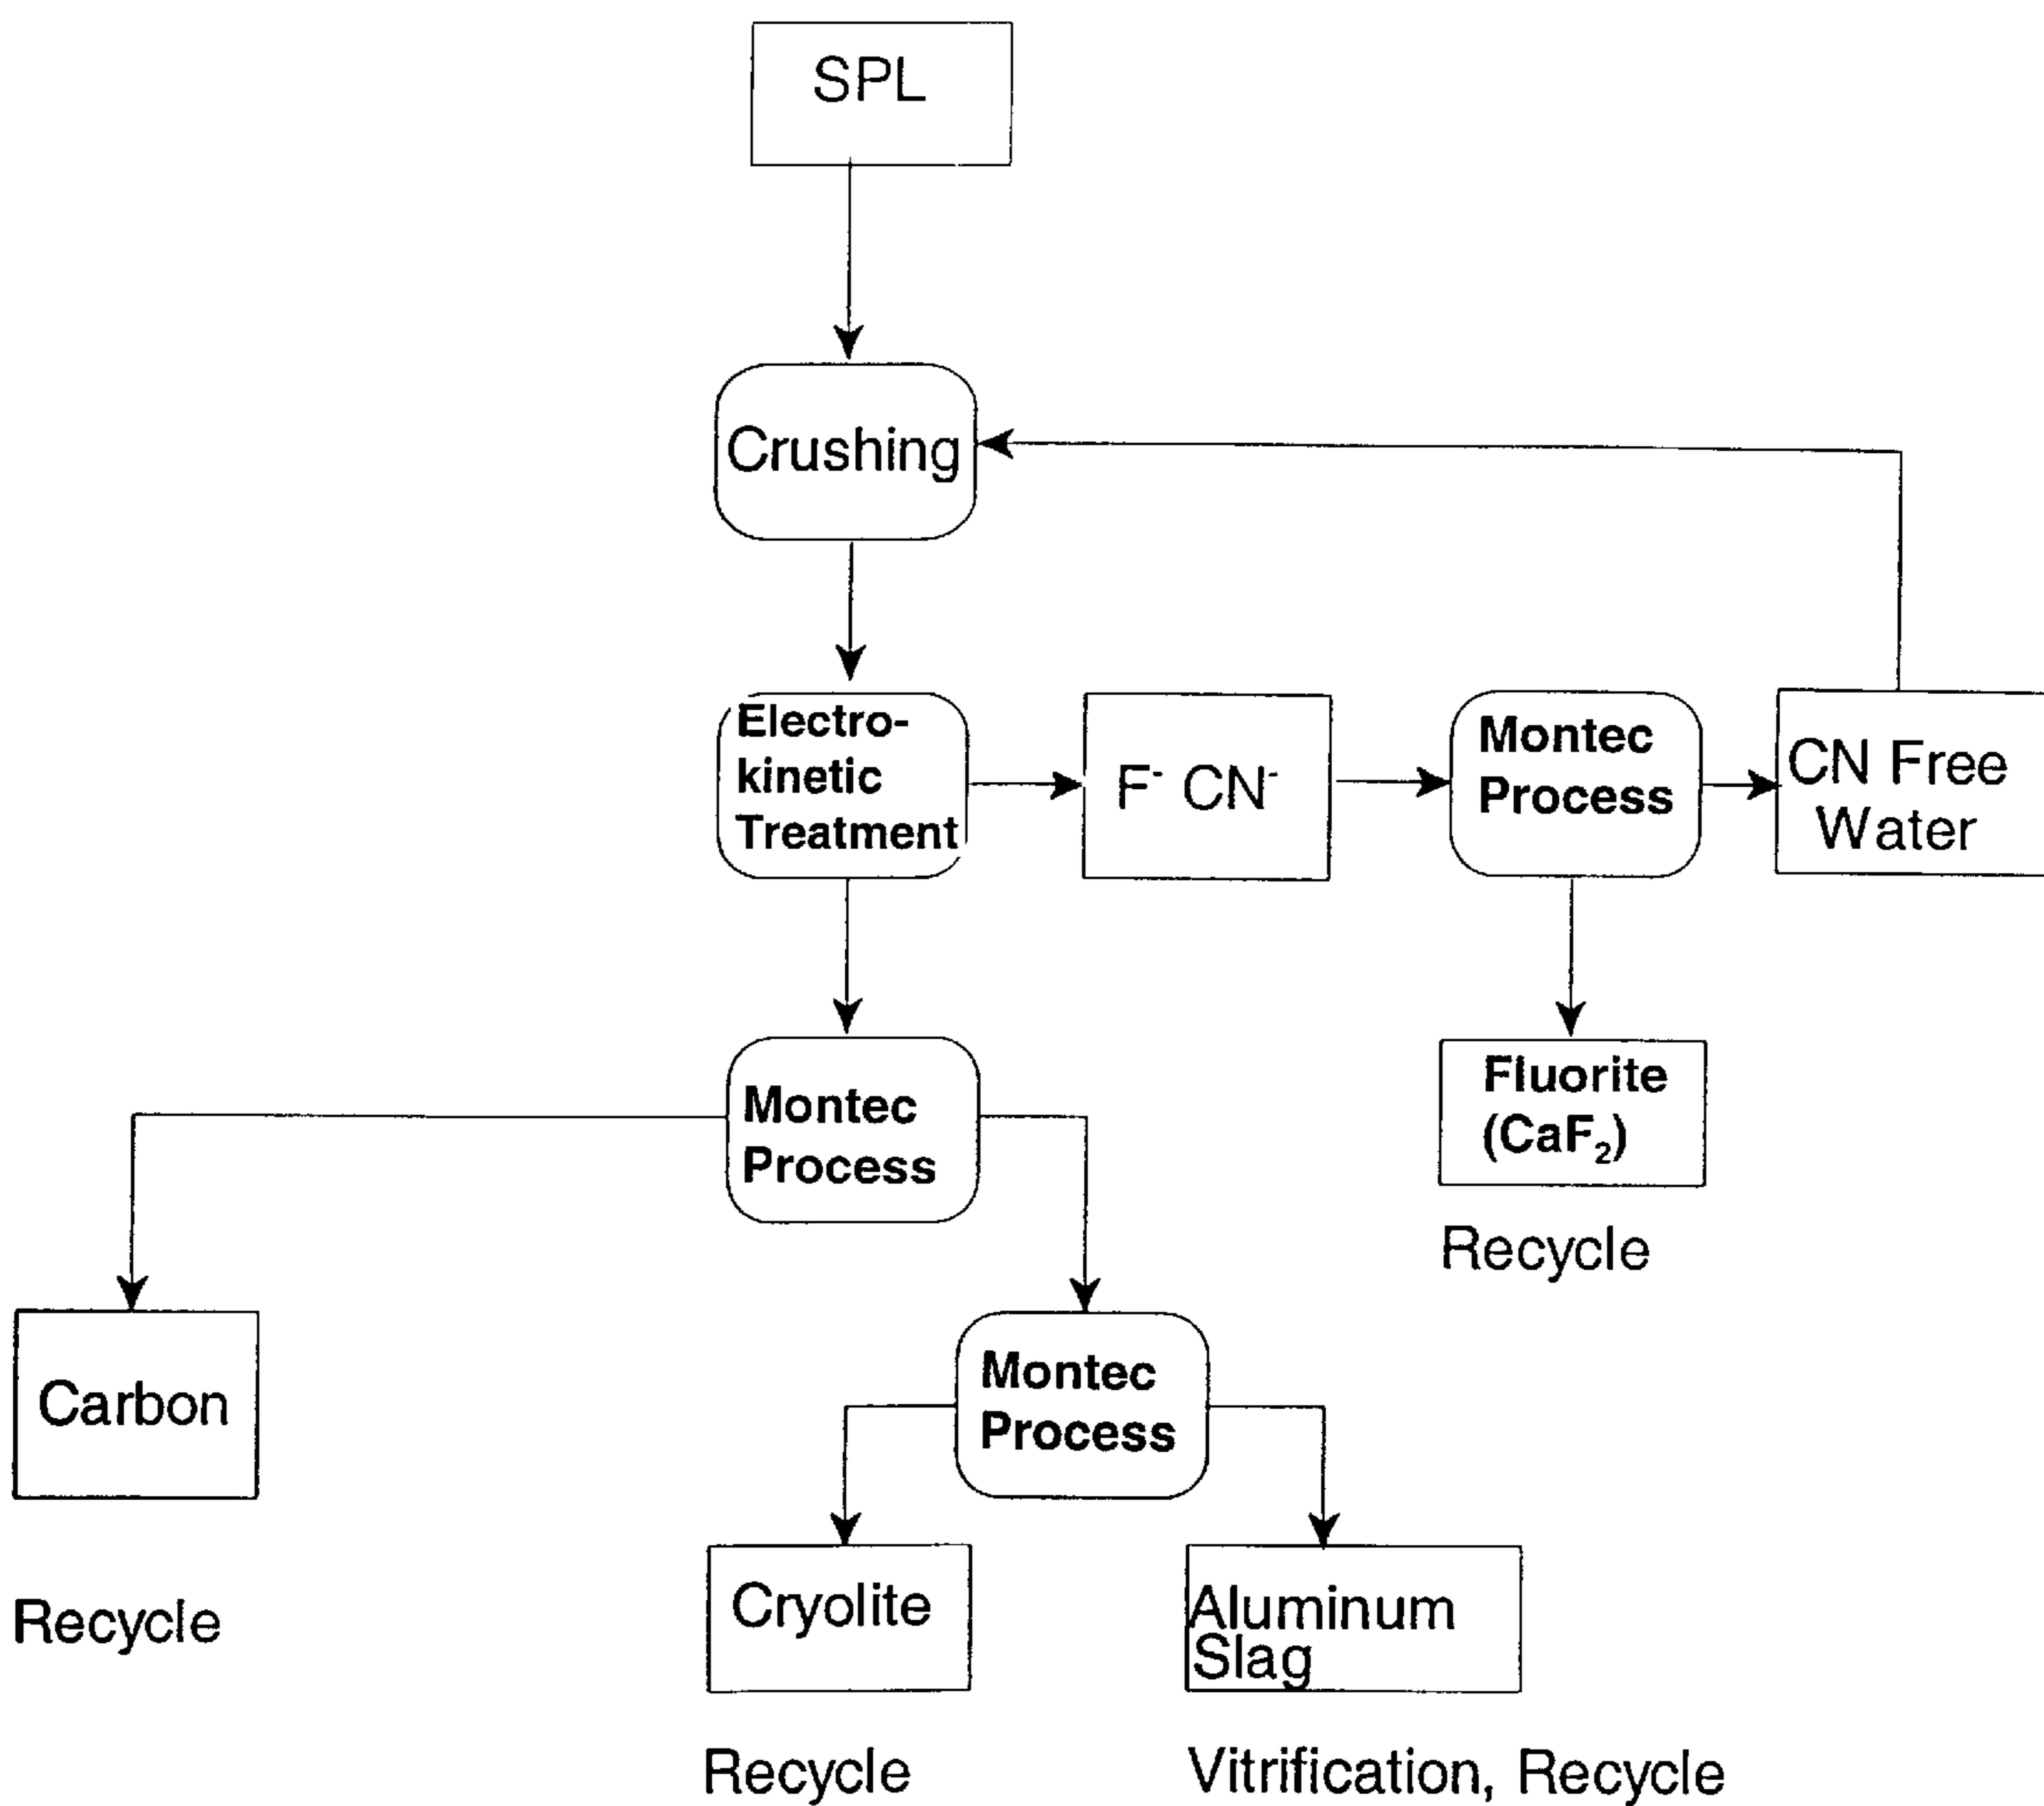 SPL
Crushing
Electro-
kinetic
Treatment
F⁻ CN⁻
Montec
Process
CN Free
Water
Montec
Process
Fluorite
(CaF₂)
Recycle
Carbon
Montec
Process
Recycle
Cryolite
Aluminum
Slag
Recycle
Vitrification, Recycle